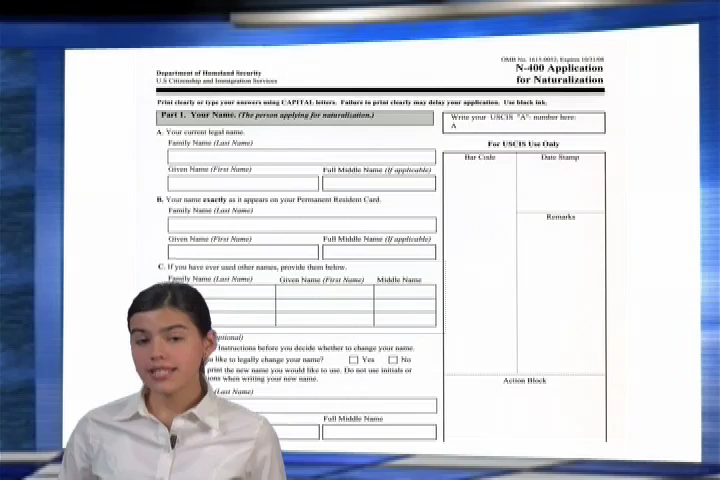 OMB No. 1615-0052; Expires 10/31/08
Department of Homeland Security
U.S Citizenship and Immigration Services
N-400 Application
for Naturalization
Print clearly or type your answers using CAPITAL letters. Failure to print clearly may delay your application. Use black ink.
Part 1. Your Name. (The person applying for naturalization.)
Write your USCIS "A"- number here:
A
A. Your current legal name.
Family Name (Last Name)
Given Name (First Name)
Full Middle Name (If applicable)
B. Your name exactly as it appears on your Permanent Resident Card.
Family Name (Last Name)
Given Name (First Name)
Full Middle Name (If applicable)
C. If you have ever used other names, provide them below.
Family Name (Last Name)
Given Name (First Name)
Middle Name
ptional)
Instructions before you decide whether to change your name.
u like to legally change your name?
Yes
No
print the new name you would like to use. Do not use initials or
ons when writing your new name.
(Last Name)
Full Middle Name
For USCIS Use Only
Bar Code
Date Stamp
Remarks
Action Block